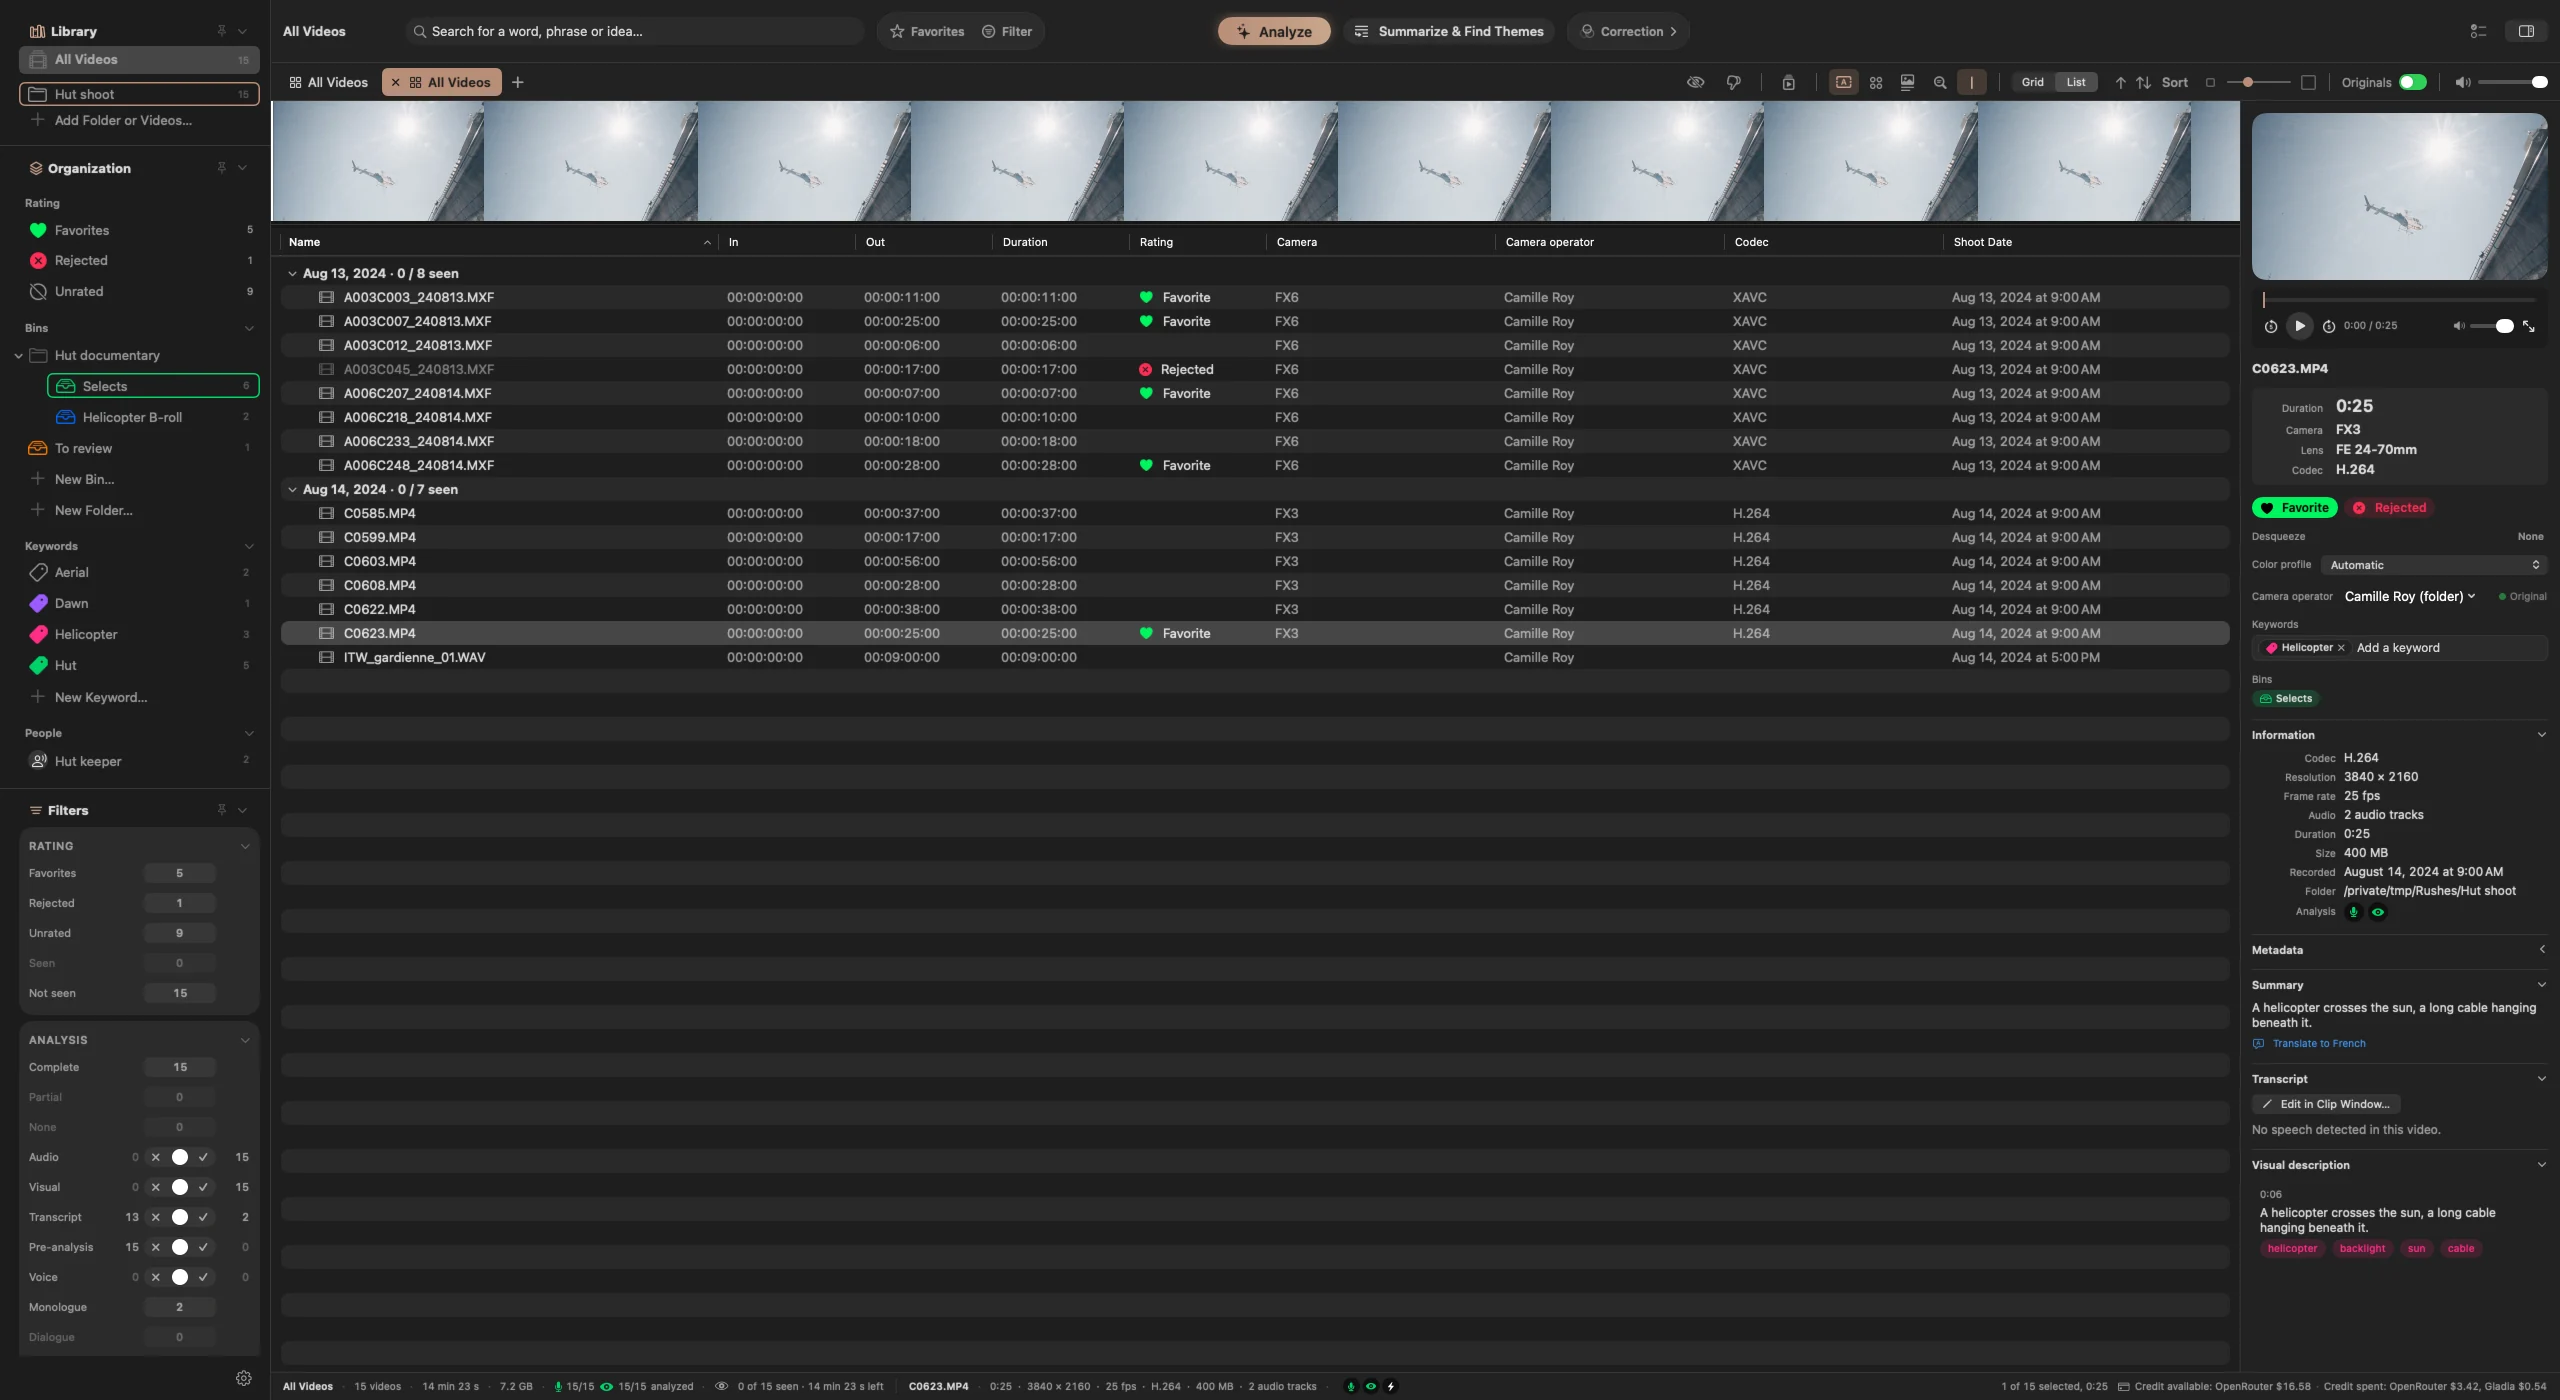 Library
All Videos 15
Hut shoot 15
Add Folder or Videos...
Organization
Rating
Favorites 5
Rejected 1
Unrated 9
Bins
Hut documentary
Selects 6
Helicopter B-roll 2
To review 1
New Bin...
New Folder...
Keywords
Aerial 2
Dawn 1
Helicopter 3
Hut 5
New Keyword...
People
Hut keeper 2
Filters
RATING
Favorites 5
Rejected 1
Unrated 9
Seen 0
Not seen 15
ANALYSIS
Complete 15
Partial 0
None 0
Audio 0 15
Visual 0 15
Transcript 13 2
Pre-analysis 15 0
Voice 0 0
Monologue 2
Dialogue 0
All Videos Search for a word, phrase or idea... Favorites Filter Analyze Summarize & Find Themes Correction
All Videos All Videos Grid List Sort Originals
Name In Out Duration Rating Camera Camera operator Codec Shoot Date
Aug 13, 2024 · 0 / 8 seen
A003C003_240813.MXF 00:00:00:00 00:00:11:00 00:00:11:00 Favorite FX6 Camille Roy XAVC Aug 13, 2024 at 9:00 AM
A003C007_240813.MXF 00:00:00:00 00:00:25:00 00:00:25:00 Favorite FX6 Camille Roy XAVC Aug 13, 2024 at 9:00 AM
A003C012_240813.MXF 00:00:00:00 00:00:06:00 00:00:06:00 FX6 Camille Roy XAVC Aug 13, 2024 at 9:00 AM
A003C045_240813.MXF 00:00:00:00 00:00:17:00 00:00:17:00 Rejected FX6 Camille Roy XAVC Aug 13, 2024 at 9:00 AM
A006C207_240814.MXF 00:00:00:00 00:00:07:00 00:00:07:00 Favorite FX6 Camille Roy XAVC Aug 13, 2024 at 9:00 AM
A006C218_240814.MXF 00:00:00:00 00:00:10:00 00:00:10:00 FX6 Camille Roy XAVC Aug 13, 2024 at 9:00 AM
A006C233_240814.MXF 00:00:00:00 00:00:18:00 00:00:18:00 FX6 Camille Roy XAVC Aug 13, 2024 at 9:00 AM
A006C248_240814.MXF 00:00:00:00 00:00:28:00 00:00:28:00 Favorite FX6 Camille Roy XAVC Aug 13, 2024 at 9:00 AM
Aug 14, 2024 · 0 / 7 seen
C0585.MP4 00:00:00:00 00:00:37:00 00:00:37:00 FX3 Camille Roy H.264 Aug 14, 2024 at 9:00 AM
C0599.MP4 00:00:00:00 00:00:17:00 00:00:17:00 FX3 Camille Roy H.264 Aug 14, 2024 at 9:00 AM
C0603.MP4 00:00:00:00 00:00:56:00 00:00:56:00 FX3 Camille Roy H.264 Aug 14, 2024 at 9:00 AM
C0608.MP4 00:00:00:00 00:00:28:00 00:00:28:00 FX3 Camille Roy H.264 Aug 14, 2024 at 9:00 AM
C0622.MP4 00:00:00:00 00:00:38:00 00:00:38:00 FX3 Camille Roy H.264 Aug 14, 2024 at 9:00 AM
C0623.MP4 00:00:00:00 00:00:25:00 00:00:25:00 Favorite FX3 Camille Roy H.264 Aug 14, 2024 at 9:00 AM
ITW_gardienne_01.WAV 00:00:00:00 00:09:00:00 00:09:00:00 Camille Roy Aug 14, 2024 at 5:00 PM
0:00 / 0:25
C0623.MP4
Duration 0:25
Camera FX3
Lens FE 24-70mm
Codec H.264
Favorite Rejected
Desqueeze None
Color profile Automatic
Camera operator Camille Roy (folder) Original
Keywords
Helicopter Add a keyword
Bins
Selects
Information
Codec H.264
Resolution 3840 × 2160
Frame rate 25 fps
Audio 2 audio tracks
Duration 0:25
Size 400 MB
Recorded August 14, 2024 at 9:00 AM
Folder /private/tmp/Rushes/Hut shoot
Analysis
Metadata
Summary
A helicopter crosses the sun, a long cable hanging
beneath it.
Translate to French
Transcript
Edit in Clip Window...
No speech detected in this video.
Visual description
0:06
A helicopter crosses the sun, a long cable
hanging beneath it.
helicopter backlight sun cable
All Videos · 15 videos · 14 min 23 s · 7.2 GB · 15/15 15/15 analyzed · 0 of 15 seen · 14 min 23 s left C0623.MP4 · 0:25 · 3840 × 2160 · 25 fps · H.264 · 400 MB · 2 audio tracks · 1 of 15 selected, 0:25 Credit available: OpenRouter $16.58 · Credit spent: OpenRouter $3.42, Gladia $0.54